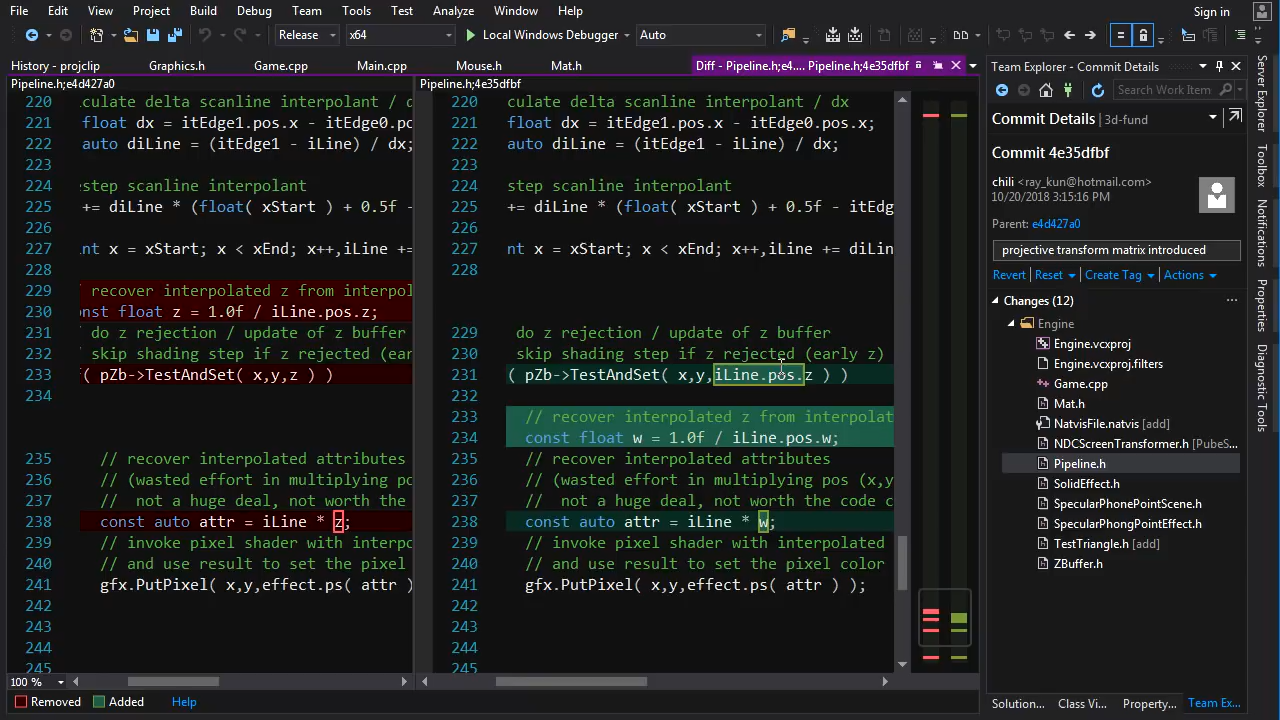 File Edit View Project Build Debug Team Tools Test Analyze Window Help Sign in
Release x64 Local Windows Debugger Auto
History - projclip Graphics.h Game.cpp Main.cpp Mouse.h Mat.h Diff - Pipeline.h;e4.... Pipeline.h;4e35dfbf
Pipeline.h;e4d427a0
220 culate delta scanline interpolant / d
221 float dx = itEdge1.pos.x - itEdge0.po
222 auto diLine = (itEdge1 - iLine) / dx;
223
224 step scanline interpolant
225 += diLine * (float( xStart ) + 0.5f -
226
227 nt x = xStart; x < xEnd; x++,iLine +=
228
229 recover interpolated z from interpol
230 nst float z = 1.0f / iLine.pos.z;
231 do z rejection / update of z buffer
232 skip shading step if z rejected (earl
233 ( pZb->TestAndSet( x,y,z ) )
234
235 // recover interpolated attributes
236 // (wasted effort in multiplying pos
237 // not a huge deal, not worth the
238 const auto attr = iLine * z;
239 // invoke pixel shader with interpo
240 // and use result to set the pixel
241 gfx.PutPixel( x,y,effect.ps( attr )
242
243
244
245
Pipeline.h;4e35dfbf
220 culate delta scanline interpolant / dx
221 float dx = itEdge1.pos.x - itEdge0.pos.x;
222 auto diLine = (itEdge1 - iLine) / dx;
223
224 step scanline interpolant
225 += diLine * (float( xStart ) + 0.5f - itEdg
226
227 nt x = xStart; x < xEnd; x++,iLine += diLin
228
229 do z rejection / update of z buffer
230 skip shading step if z rejected (early z)
231 ( pZb->TestAndSet( x,y,iLine.pos.z ) )
232
233 // recover interpolated z from interpolat
234 const float w = 1.0f / iLine.pos.w;
235 // recover interpolated attributes
236 // (wasted effort in multiplying pos (x,y
237 // not a huge deal, not worth the code c
238 const auto attr = iLine * w;
239 // invoke pixel shader with interpolated
240 // and use result to set the pixel color
241 gfx.PutPixel( x,y,effect.ps( attr ) );
242
243
244
245
100 %
Removed Added Help
Team Explorer - Commit Details
Search Work Item
Commit Details 3d-fund
Commit 4e35dfbf
chili <ray_kun@hotmail.com>
10/20/2018 3:15:16 PM
Parent: e4d427a0
projective transform matrix introduced
Revert Reset Create Tag Actions
Changes (12)
Engine
Engine.vcxproj
Engine.vcxproj.filters
Game.cpp
Mat.h
NatvisFile.natvis [add]
NDCScreenTransformer.h [PubeS...
Pipeline.h
SolidEffect.h
SpecularPhonePointScene.h
SpecularPhongPointEffect.h
TestTriangle.h [add]
ZBuffer.h
Solution... Class Vi... Property... Team Ex...
Server Explorer
Toolbox
Notifications
Properties